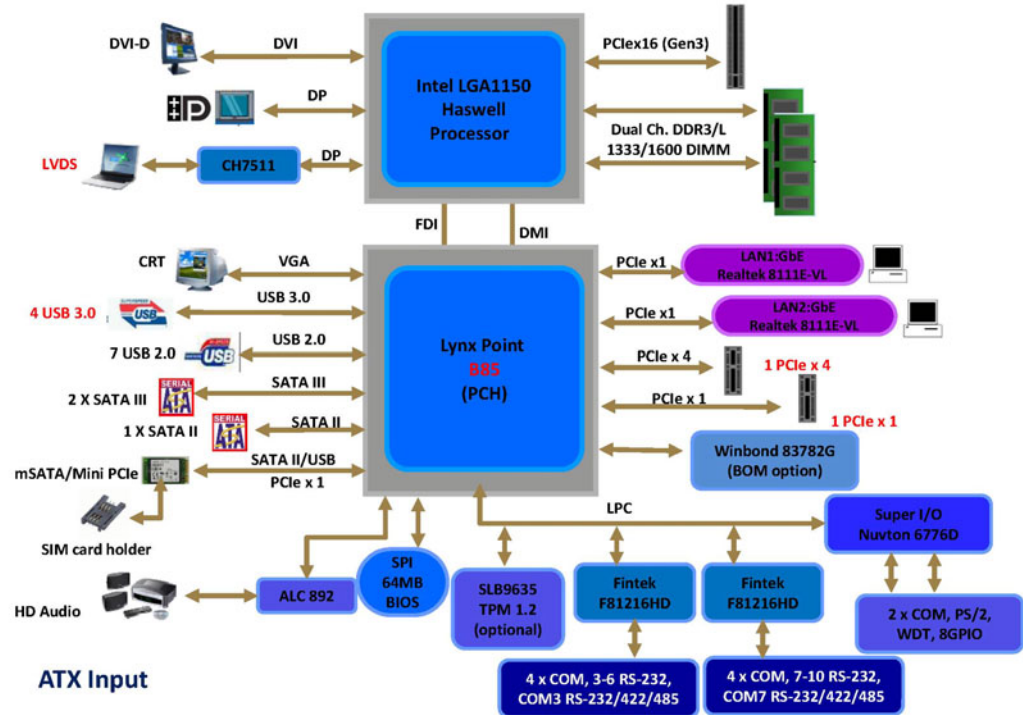 DVI-D
DVI
DP
LVDS
CH7511
DP
Intel LGA1150
Haswell
Processor
PCIex16 (Gen3)
Dual Ch. DDR3/L
1333/1600 DIMM
FDI
DMI
CRT
VGA
4 USB 3.0
USB
USB 3.0
7 USB 2.0
USB
USB 2.0
2 X SATA III
SERIAL
ATA
SATA III
1 X SATA II
SERIAL
ATA
SATA II
mSATA/Mini PCIe
SATA II/USB
PCIe x 1
SIM card holder
Lynx Point
B85
(PCH)
PCIe x1
LAN1:GbE
Realtek 8111E-VL
PCIe x1
LAN2:GbE
Realtek 8111E-VL
PCIe x 4
1 PCIe x 4
PCIe x 1
1 PCIe x 1
Winbond 83782G
(BOM option)
LPC
Super I/O
Nuvton 6776D
HD Audio
ALC 892
SPI
64MB
BIOS
SLB9635
TPM 1.2
(optional)
Fintek
F81216HD
Fintek
F81216HD
2 x COM, PS/2,
WDT, 8GPIO
4 x COM, 3-6 RS-232,
COM3 RS-232/422/485
4 x COM, 7-10 RS-232,
COM7 RS-232/422/485
ATX Input